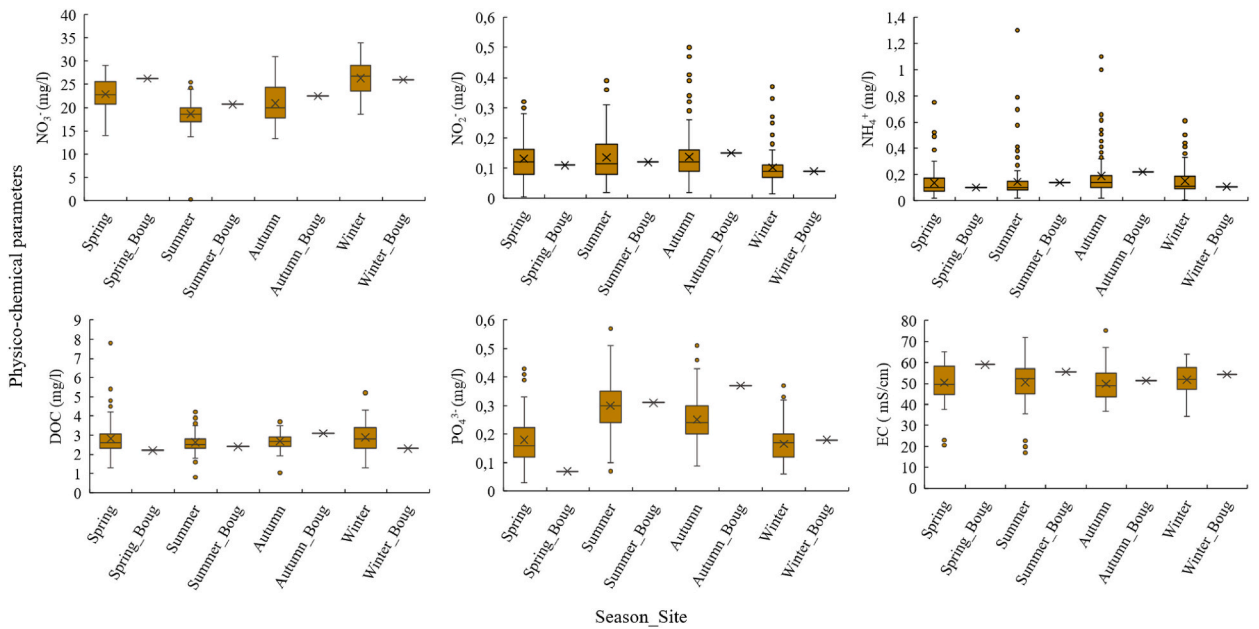 Physico-chemical parameters
NO₃⁻ (mg/l)
40
35
30
25
20
15
10
5
0
Spring
Spring_Boug
Summer
Summer_Boug
Autumn
Autumn_Boug
Winter
Winter_Boug
NO₂⁻ (mg/l)
0,6
0,5
0,4
0,3
0,2
0,1
0
Spring
Spring_Boug
Summer
Summer_Boug
Autumn
Autumn_Boug
Winter
Winter_Boug
NH₄⁺ (mg/l)
1,4
1,2
1
0,8
0,6
0,4
0,2
0
Spring
Spring_Boug
Summer
Summer_Boug
Autumn
Autumn_Boug
Winter
Winter_Boug
DOC (mg/l)
9
8
7
6
5
4
3
2
1
0
Spring
Spring_Boug
Summer
Summer_Boug
Autumn
Autumn_Boug
Winter
Winter_Boug
PO₄³⁻ (mg/l)
0,6
0,5
0,4
0,3
0,2
0,1
0
Spring
Spring_Boug
Summer
Summer_Boug
Autumn
Autumn_Boug
Winter
Winter_Boug
EC ( mS/cm)
80
70
60
50
40
30
20
10
0
Spring
Spring_Boug
Summer
Summer_Boug
Autumn
Autumn_Boug
Winter
Winter_Boug
Season_Site